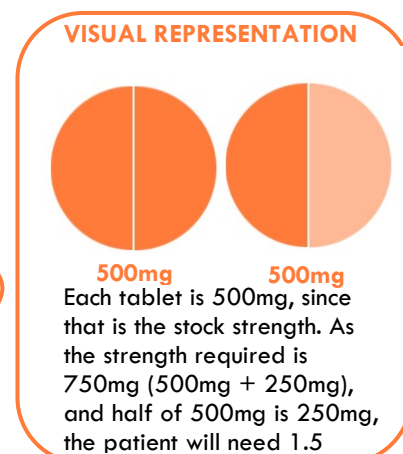 VISUAL REPRESENTATION
500mg 500mg
Each tablet is 500mg, since
that is the stock strength. As
the strength required is
750mg (500mg + 250mg),
and half of 500mg is 250mg,
the patient will need 1.5